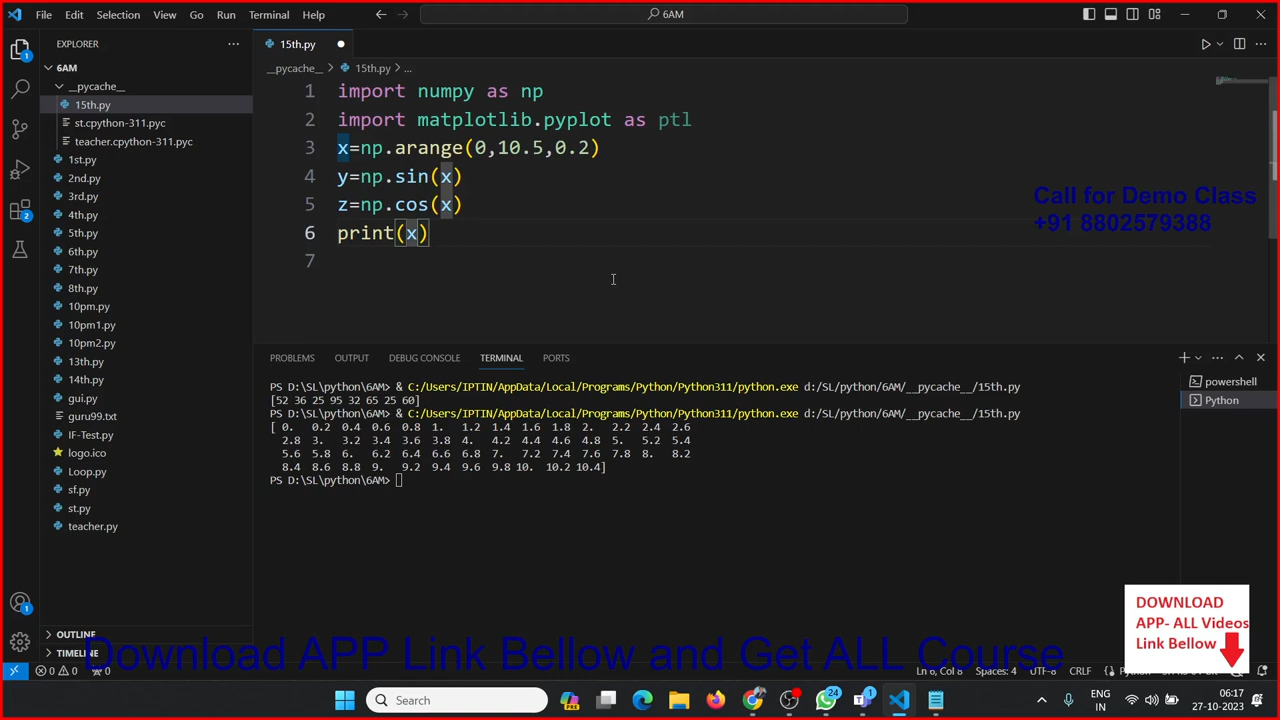 File Edit Selection View Go Run Terminal Help
6AM
EXPLORER
15th.py
6AM
__pycache__ > 15th.py > ...
__pycache__
15th.py
st.cpython-311.pyc
teacher.cpython-311.pyc
1st.py
2nd.py
3rd.py
4th.py
5th.py
6th.py
7th.py
8th.py
10pm.py
10pm1.py
10pm2.py
13th.py
14th.py
gui.py
guru99.txt
IF-Test.py
logo.ico
Loop.py
sf.py
st.py
teacher.py
OUTLINE
TIMELINE
1 import numpy as np
2 import matplotlib.pyplot as ptl
3 x=np.arange(0,10.5,0.2)
4 y=np.sin(x)
5 z=np.cos(x)
6 print(x)
7
Call for Demo Class
+91 8802579388
PROBLEMS OUTPUT DEBUG CONSOLE TERMINAL PORTS
powershell
Python
PS D:\SL\python\6AM> & C:/Users/IPTIN/AppData/Local/Programs/Python/Python311/python.exe d:/SL/python/6AM/__pycache__/15th.py
[52 36 25 95 32 65 25 60]
PS D:\SL\python\6AM> & C:/Users/IPTIN/AppData/Local/Programs/Python/Python311/python.exe d:/SL/python/6AM/__pycache__/15th.py
[ 0. 0.2 0.4 0.6 0.8 1. 1.2 1.4 1.6 1.8 2. 2.2 2.4 2.6
2.8 3. 3.2 3.4 3.6 3.8 4. 4.2 4.4 4.6 4.8 5. 5.2 5.4
5.6 5.8 6. 6.2 6.4 6.6 6.8 7. 7.2 7.4 7.6 7.8 8. 8.2
8.4 8.6 8.8 9. 9.2 9.4 9.6 9.8 10. 10.2 10.4]
PS D:\SL\python\6AM>
DOWNLOAD
APP- ALL Videos
Link Bellow
Download APP Link Bellow and Get ALL Course
0 0 0 Ln 6, Col 8 Spaces: 4 UTF-8 CRLF
Search
24
1
ENG
IN
06:17
27-10-2023